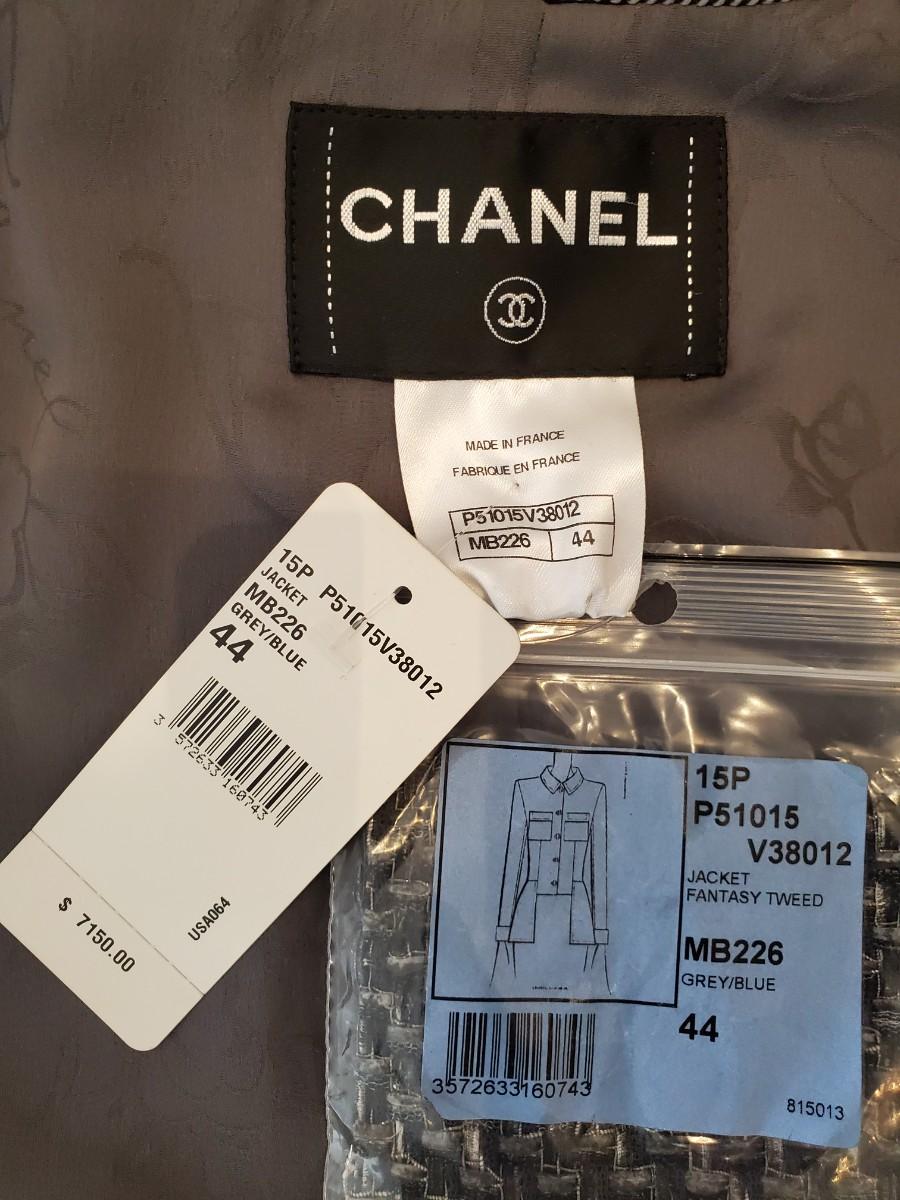 CHANEL
MADE IN FRANCE
FABRIQUE EN FRANCE
P51015V38012
MB226 44
15P P51015V38012
JACKET
MB226
GREY/BLUE
44
3 572633 160743
$ 7150.00
USA064
15P
P51015
V38012
JACKET
FANTASY TWEED
MB226
GREY/BLUE
44
3572633160743
815013